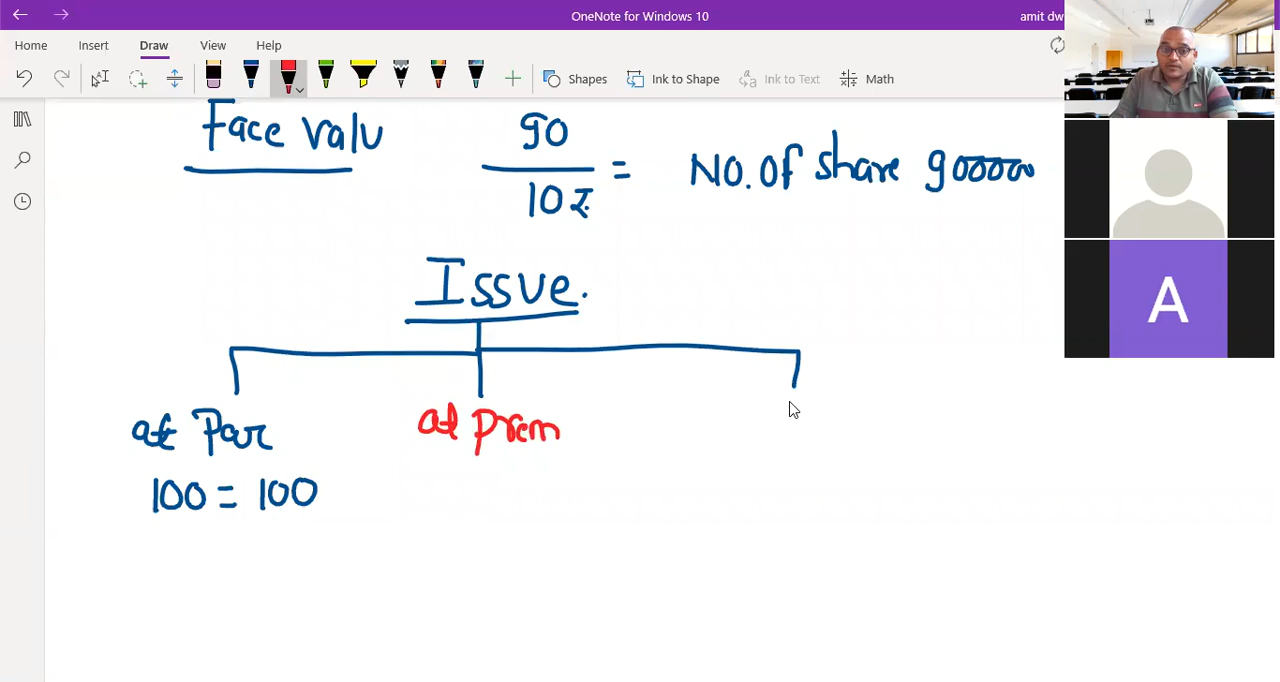 OneNote for Windows 10
amit dw
Home Insert Draw View Help
Shapes Ink to Shape Ink to Text Math
Face Valu
90
10 =
No. Of Share
Issue.
at Par
at Prem
100 = 100
A